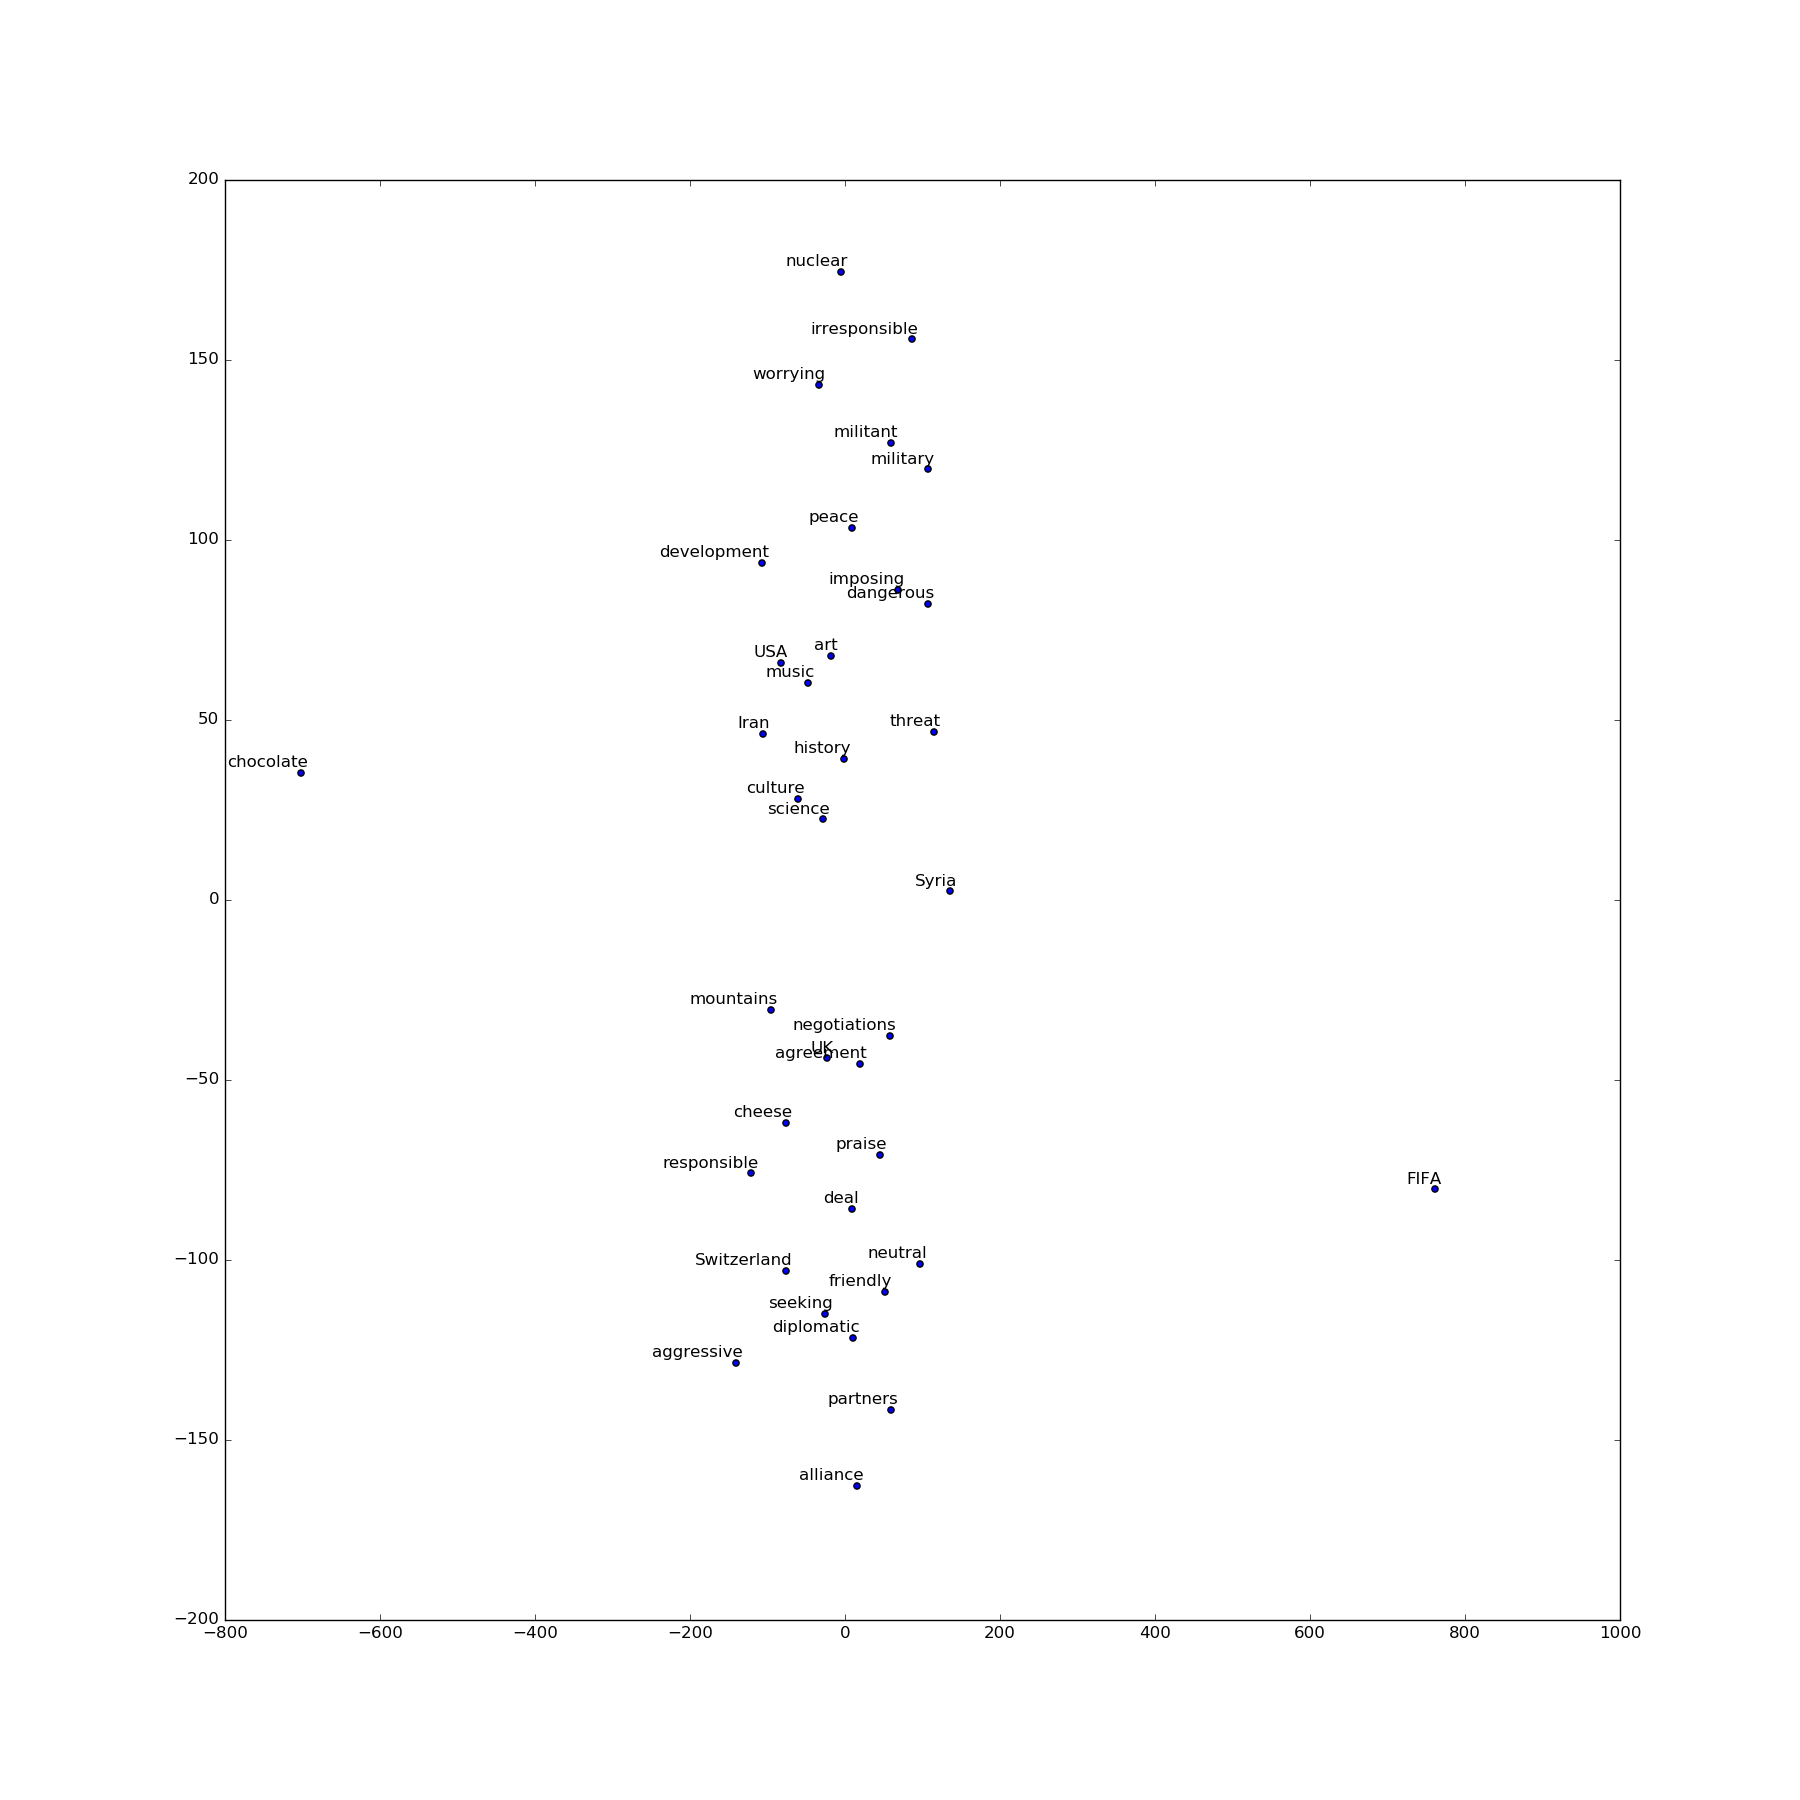 200
nuclear
irresponsible
150
worrying
militant
military
peace
100
development
imposing
dangerous
art
USA
music
50
threat
Iran
history
chocolate
culture
science
0
Syria
mountains
negotiations
UK
agreement
−50
cheese
praise
responsible
FIFA
deal
neutral
−100
Switzerland
friendly
seeking
diplomatic
aggressive
partners
−150
alliance
−200
−800 −600 −400 −200 0 200 400 600 800 1000